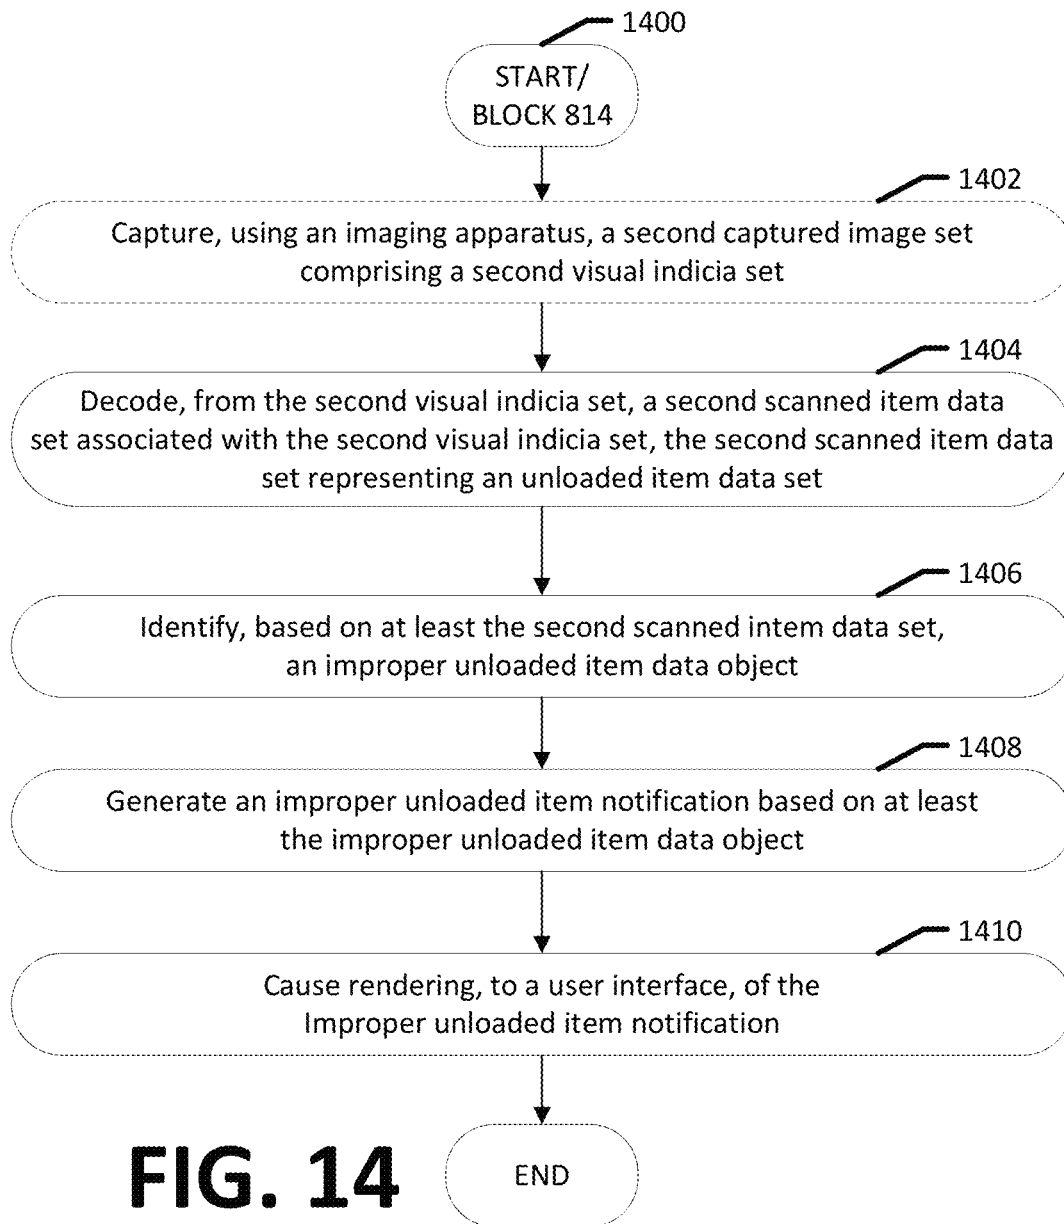 1400
START/
BLOCK 814
1402
Capture, using an imaging apparatus, a second captured image set
comprising a second visual indicia set
1404
Decode, from the second visual indicia set, a second scanned item data
set associated with the second visual indicia set, the second scanned item data
set representing an unloaded item data set
1406
Identify, based on at least the second scanned intem data set,
an improper unloaded item data object
1408
Generate an improper unloaded item notification based on at least
the improper unloaded item data object
1410
Cause rendering, to a user interface, of the
Improper unloaded item notification
END
FIG. 14